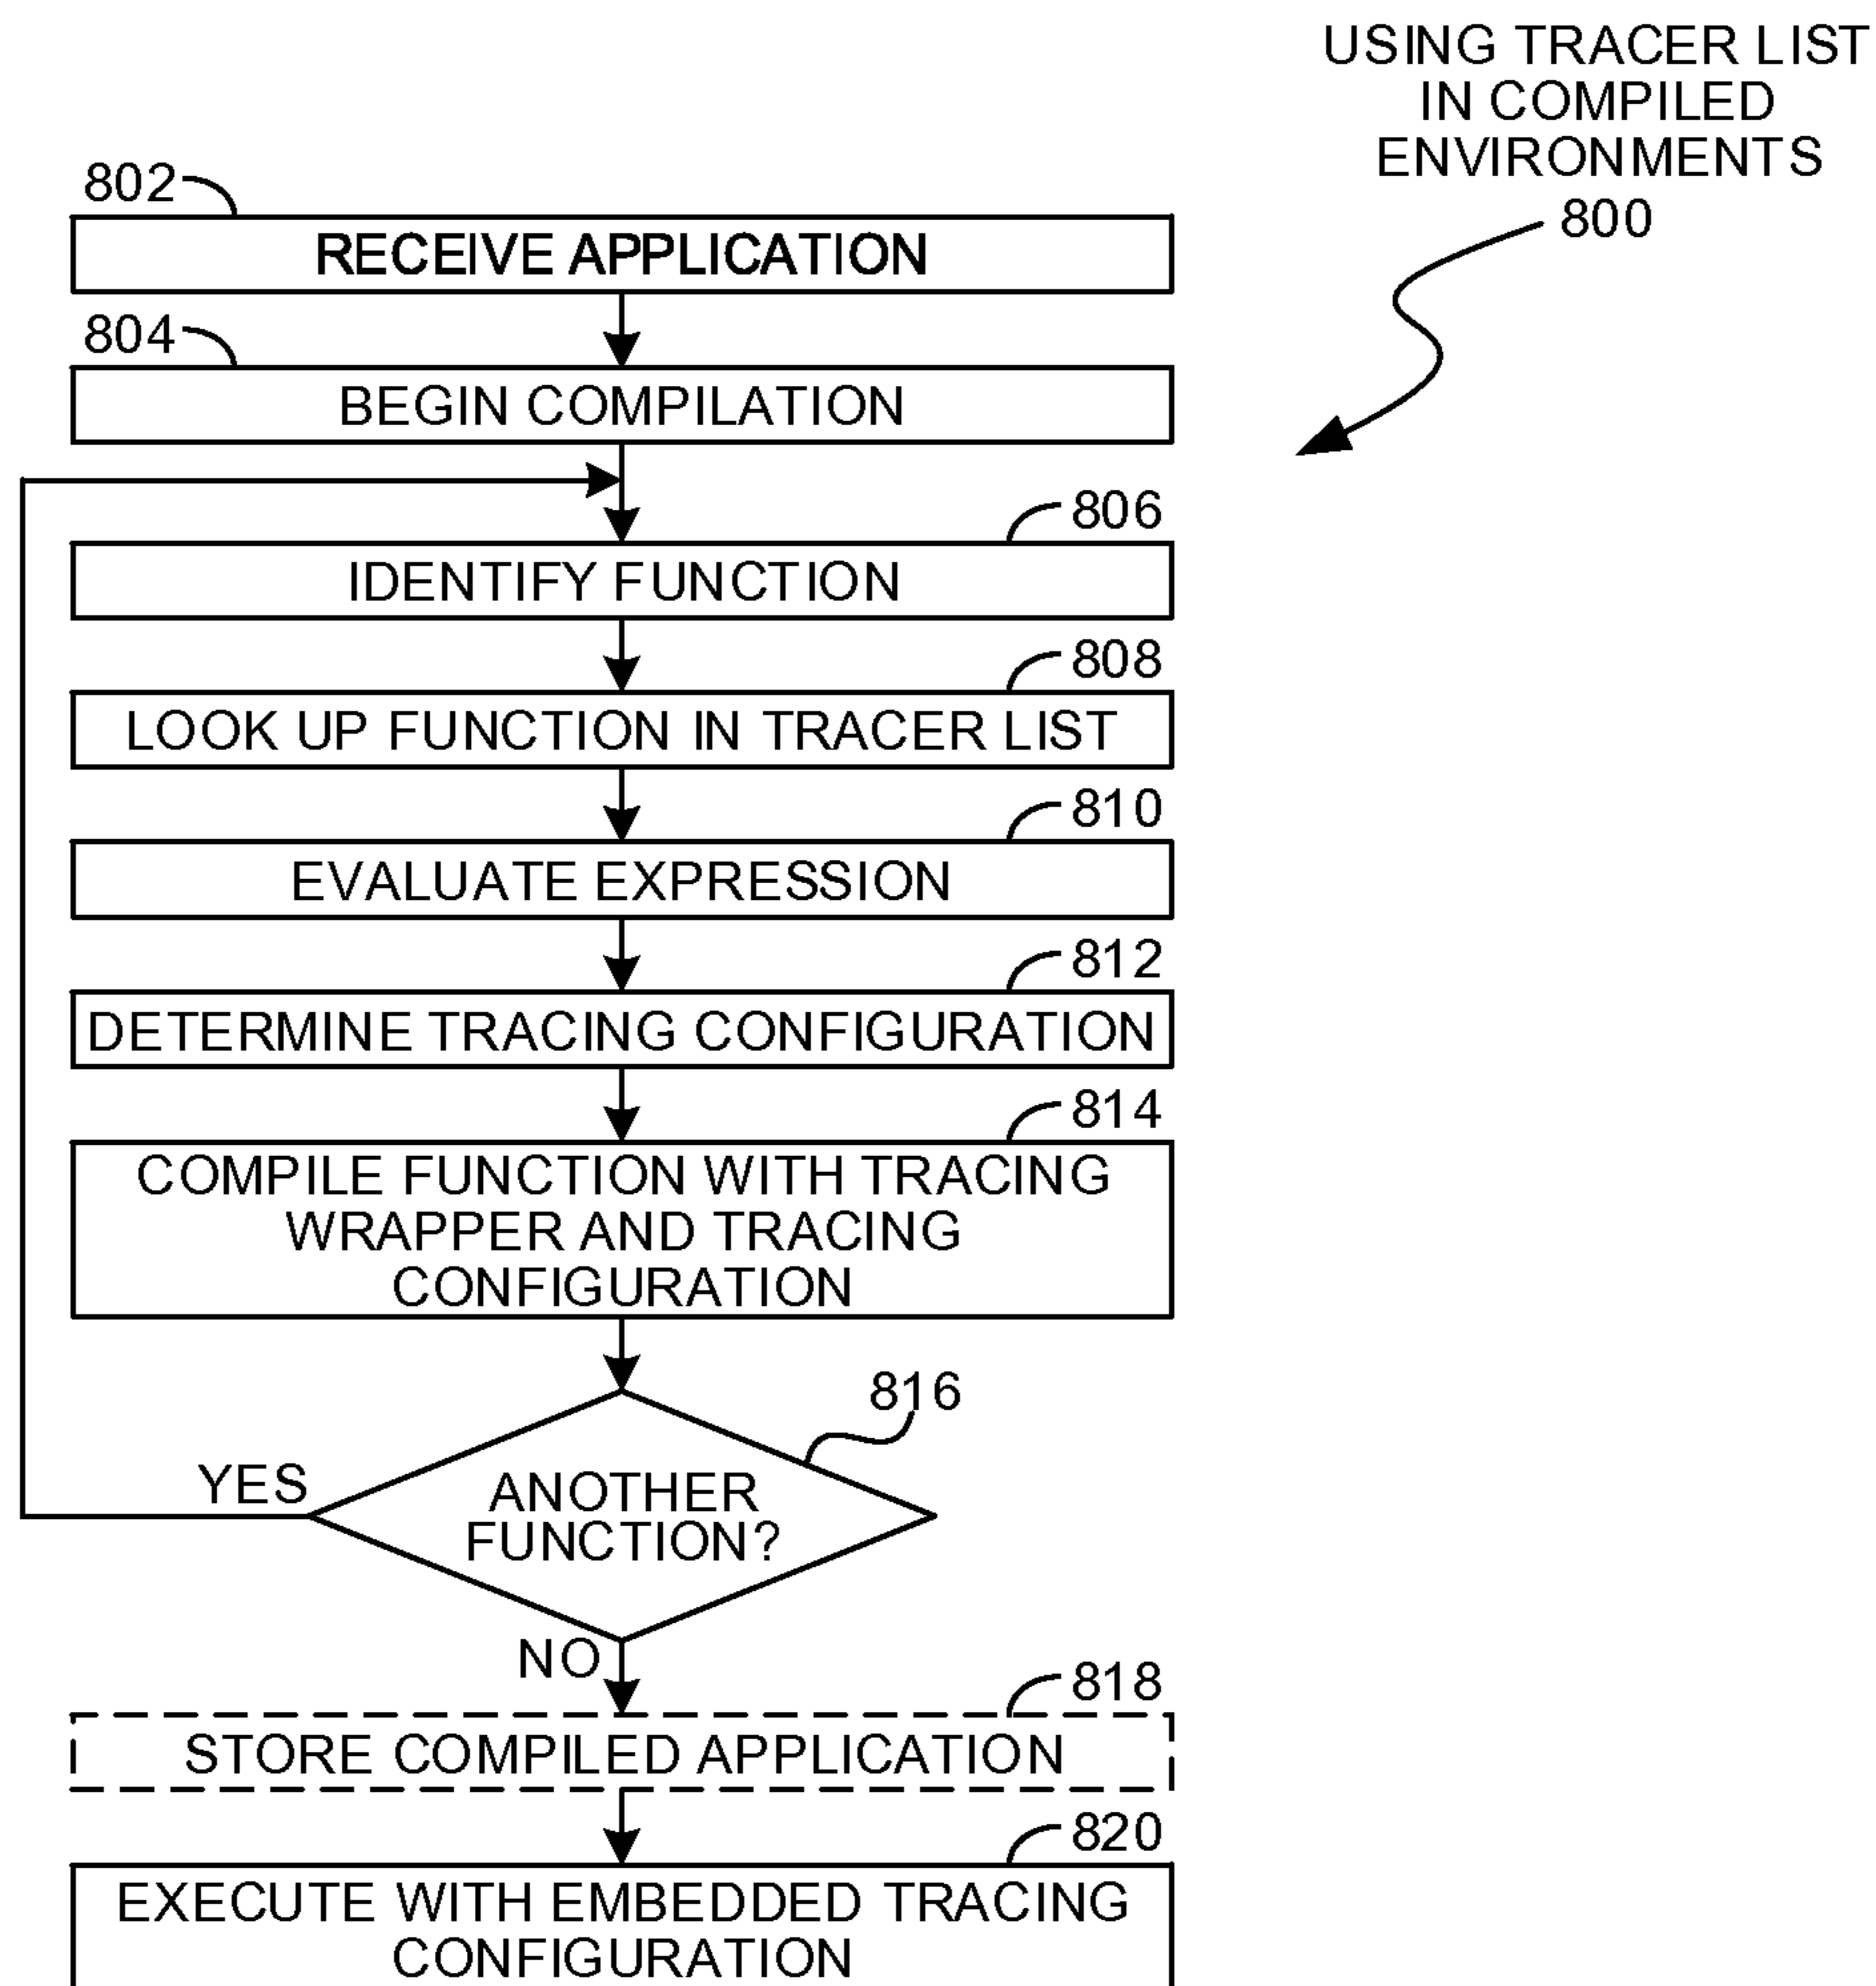 USING TRACER LIST
IN COMPILED
ENVIRONMENTS
800
802
RECEIVE APPLICATION
804
BEGIN COMPILATION
806
IDENTIFY FUNCTION
808
LOOK UP FUNCTION IN TRACER LIST
810
EVALUATE EXPRESSION
812
DETERMINE TRACING CONFIGURATION
814
COMPILE FUNCTION WITH TRACING
WRAPPER AND TRACING
CONFIGURATION
816
YES
ANOTHER
FUNCTION?
NO
818
STORE COMPILED APPLICATION
820
EXECUTE WITH EMBEDDED TRACING
CONFIGURATION